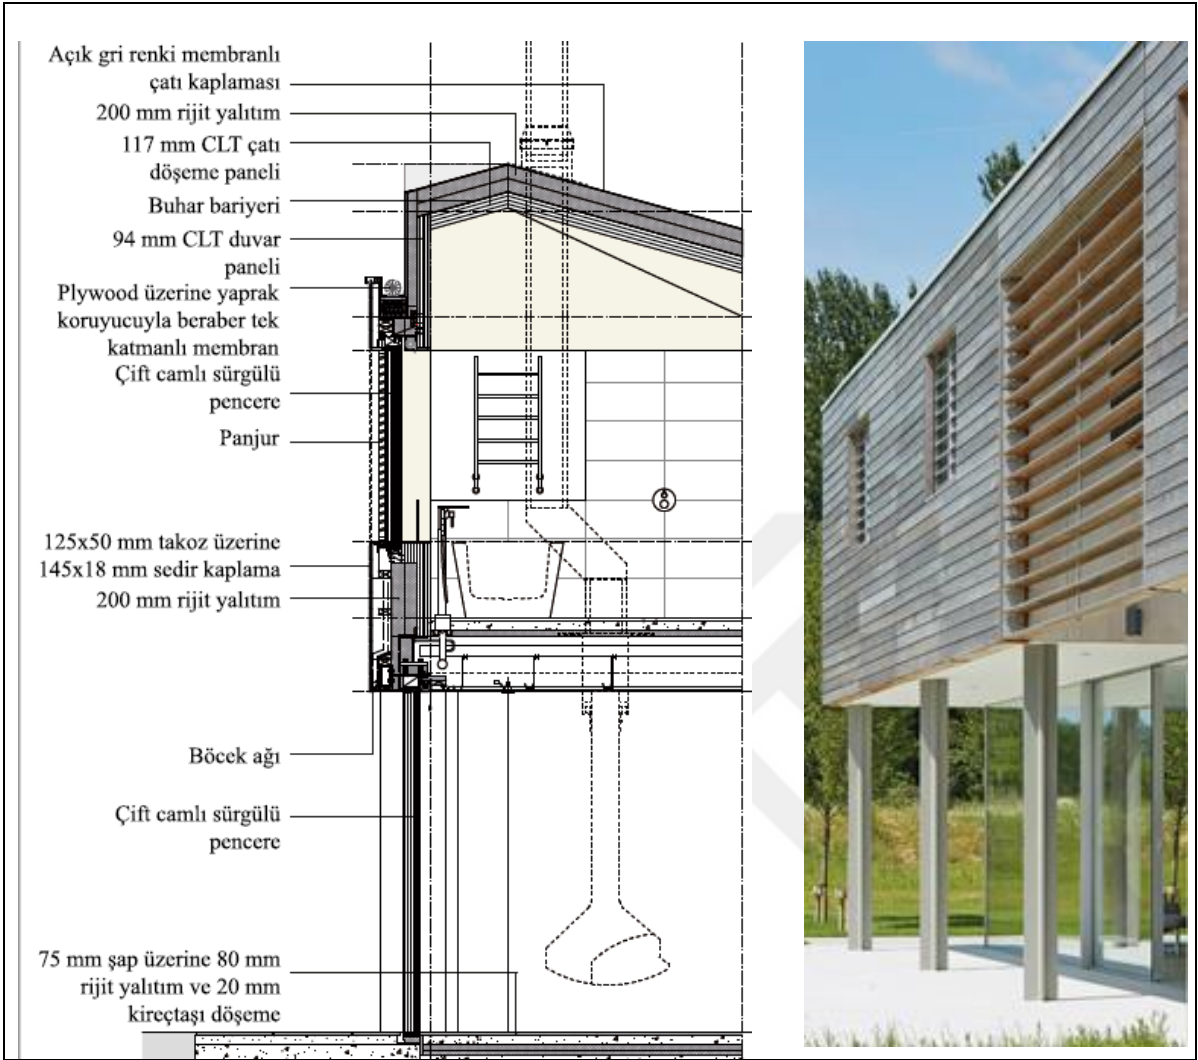 Açık gri renki membranlı
çatı kaplaması
200 mm rijit yalıtım
117 mm CLT çatı
döşeme paneli
Buhar bariyeri
94 mm CLT duvar
paneli
Plywood üzerine yaprak
koruyucuyla beraber tek
katmanlı membran
Çift camlı sürgülü
pencere
Panjur
125x50 mm takoz üzerine
145x18 mm sedir kaplama
200 mm rijit yalıtım
Böcek ağı
Çift camlı sürgülü
pencere
75 mm şap üzerine 80 mm
rijit yalıtım ve 20 mm
kireçtaşı döşeme